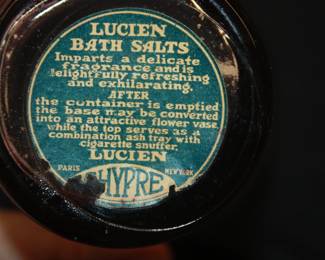 LUCIEN
BATH SALTS
Imparts a delicate
fragrance and is
delightfully refreshing
and exhilarating.
AFTER
the container is emptied
the base may be converted
into an attractive flower vase,
while the top serves as a
combination ash tray with
cigarette snuffer.
LUCIEN
PARIS CHYPRE NEW YORK